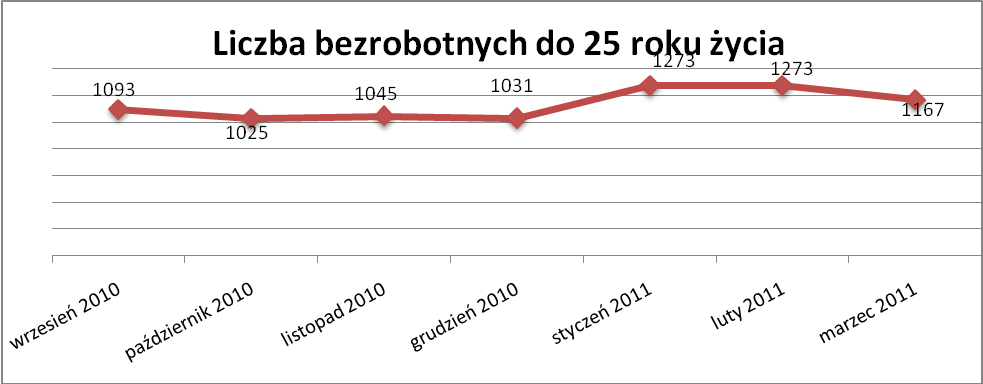 Liczba bezrobotnych do 25 roku życia
1093
1025
1045
1031
1273
1273
1167
wrzesień 2010
październik 2010
listopad 2010
grudzień 2010
styczeń 2011
luty 2011
marzec 2011